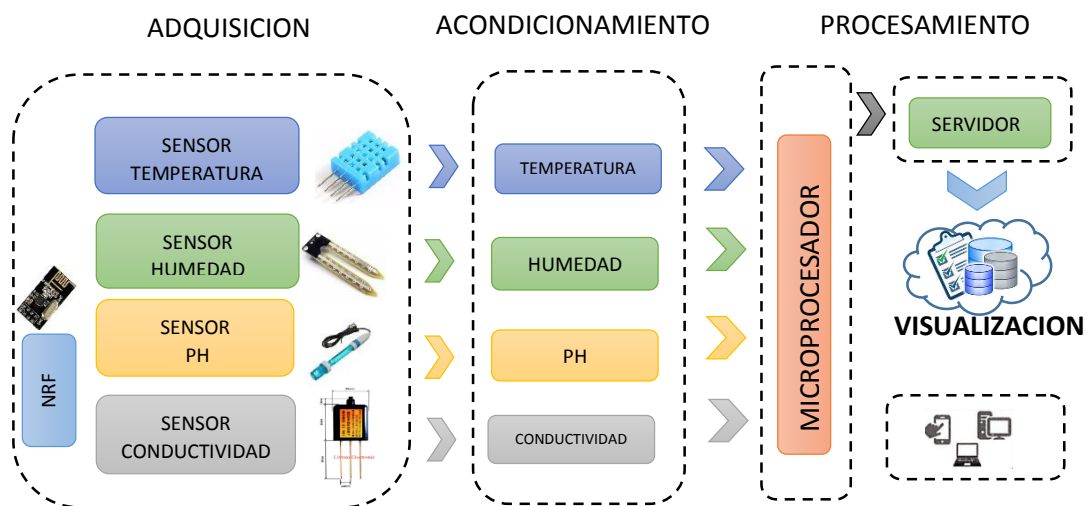 ADQUISICION
ACONDICIONAMIENTO
PROCESAMIENTO
SENSOR
TEMPERATURA
SENSOR
HUMEDAD
SENSOR
PH
SENSOR
CONDUCTIVIDAD
NRF
TEMPERATURA
HUMEDAD
PH
CONDUCTIVIDAD
MICROPROCESADOR
SERVIDOR
VISUALIZACION